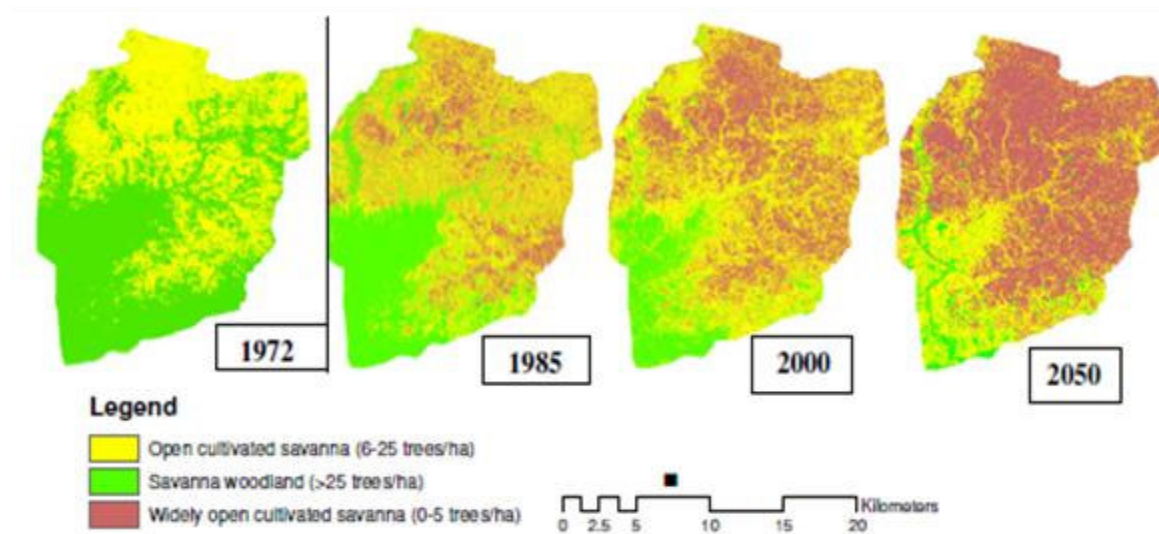 1972
1985
2000
2050
Legend
Open cultivated savanna (6-25 trees/ha)
Savanna woodland (>25 trees/ha)
Widely open cultivated savanna (0-5 trees/ha)
Kilometers
0 2.5 5 10 15 20